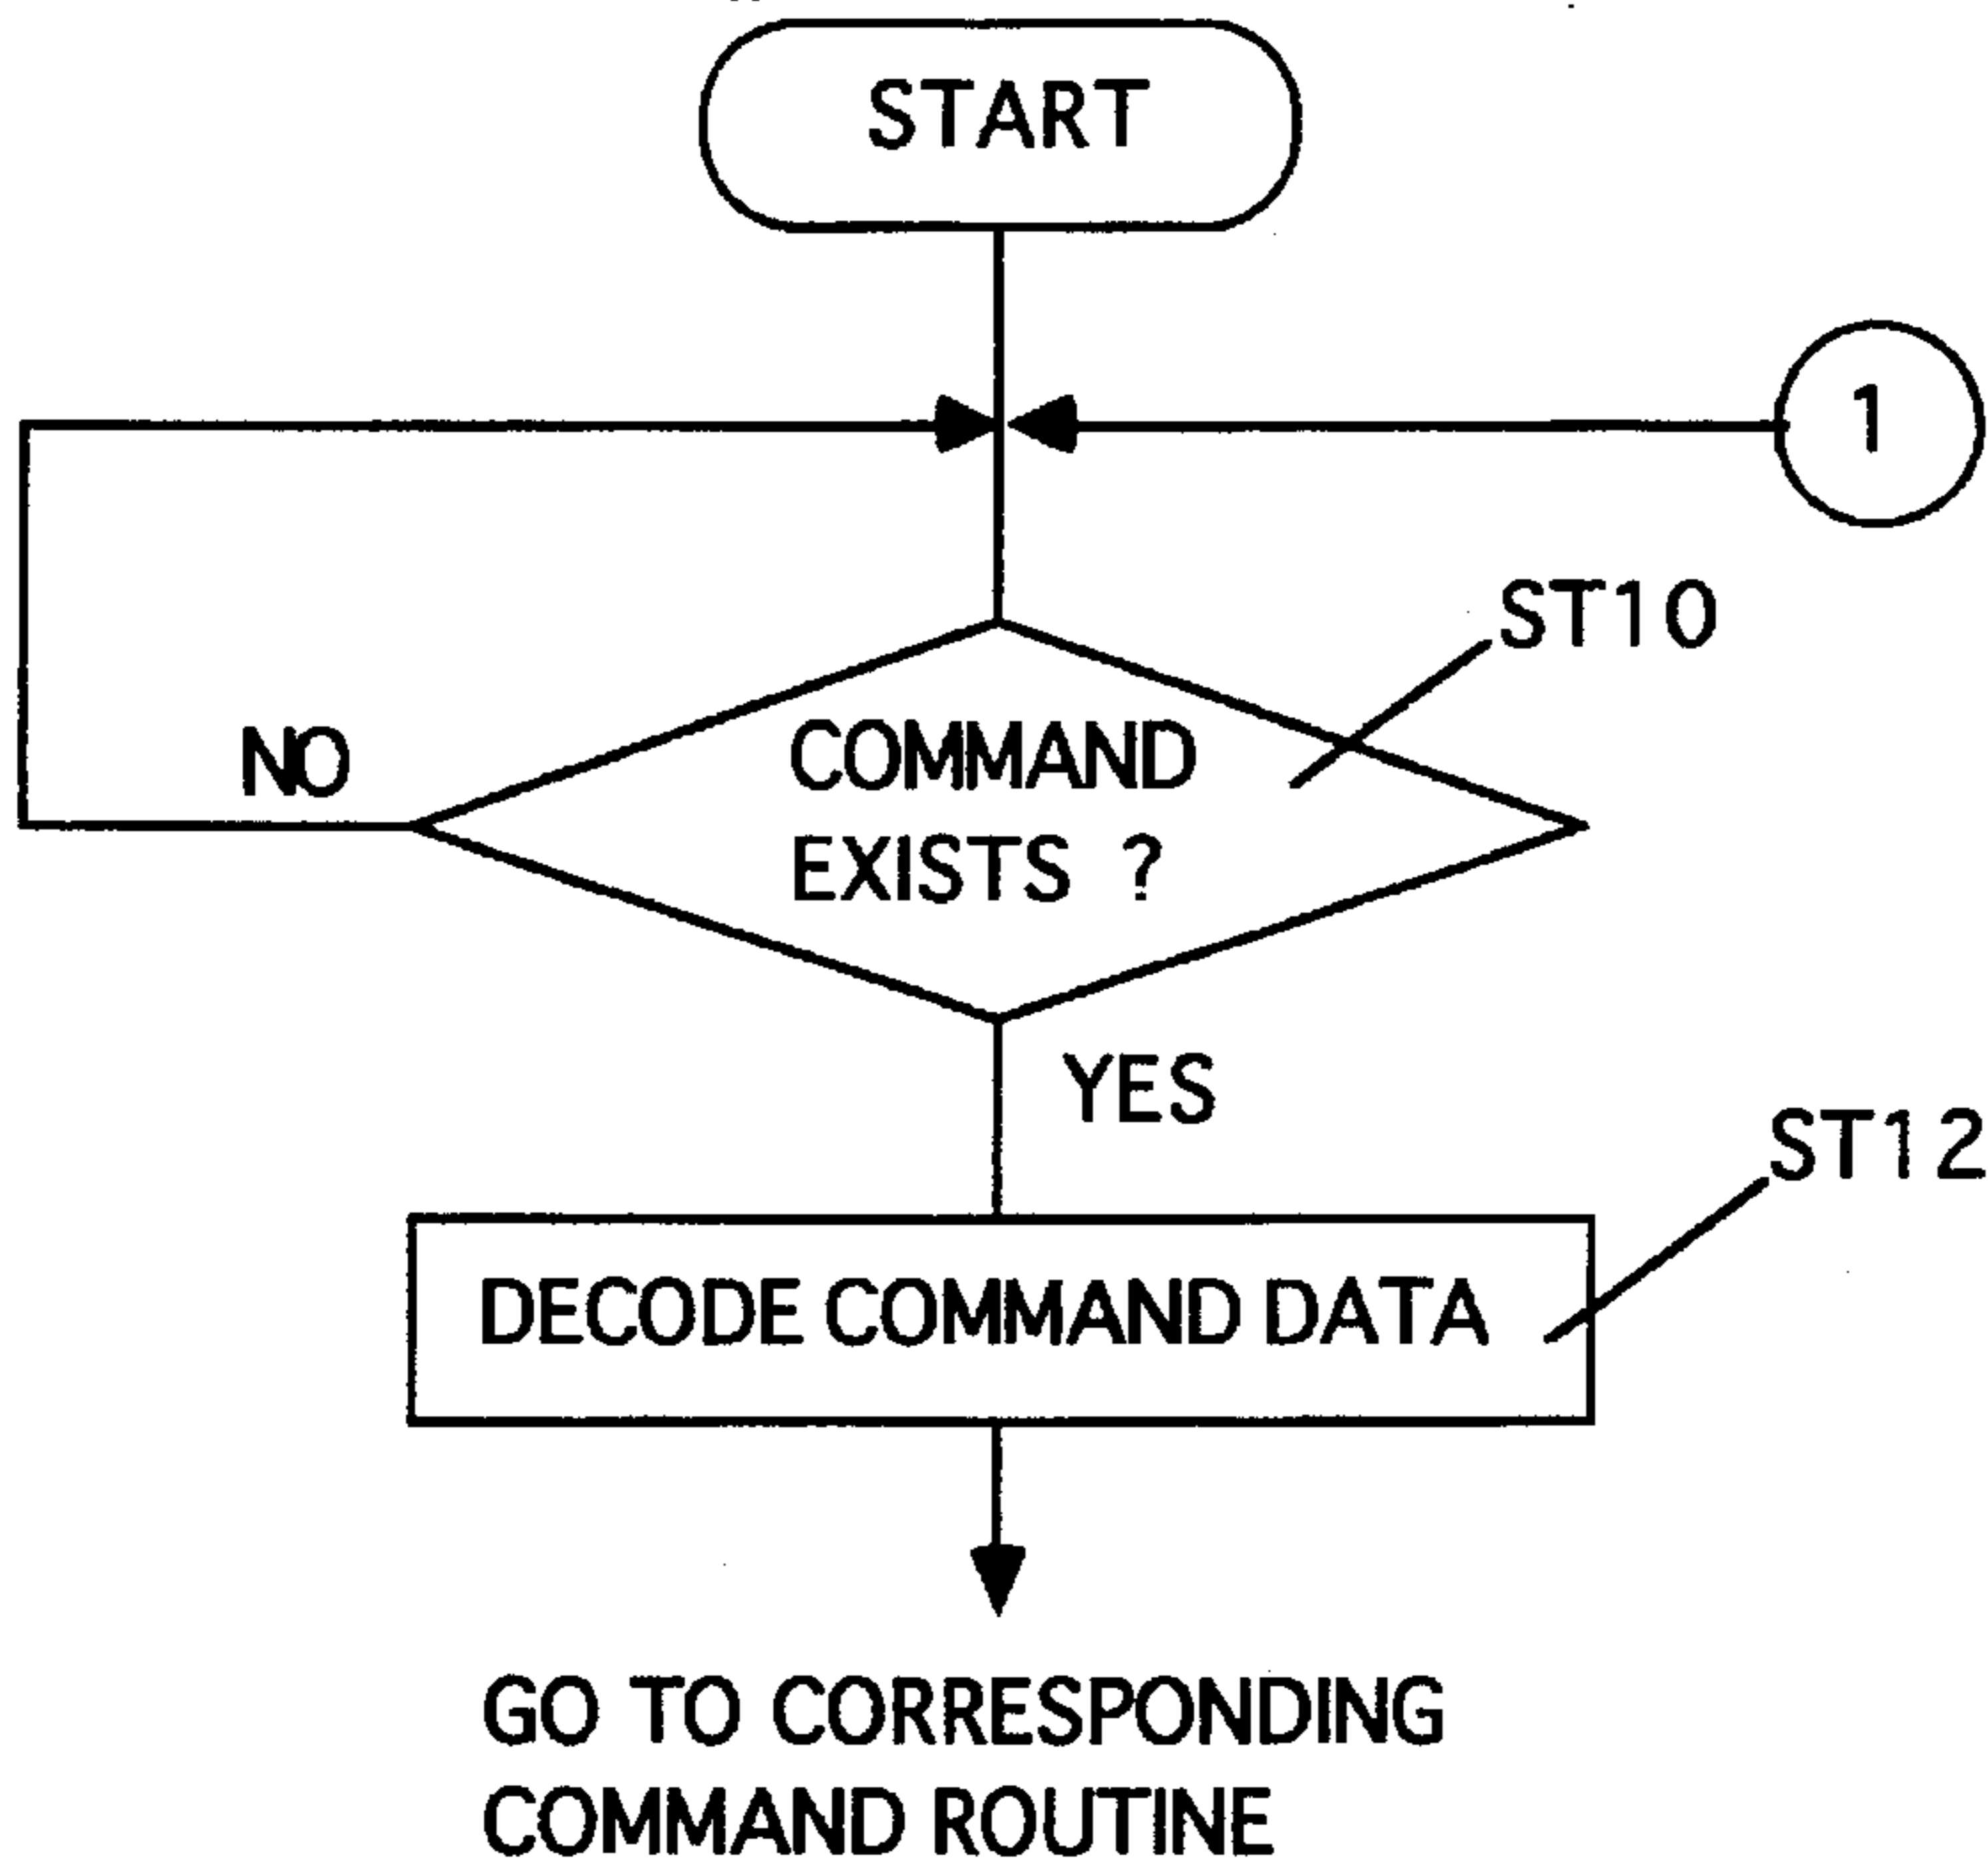 START
1
ST10
NO
COMMAND
EXISTS ?
YES
ST12
DECODE COMMAND DATA
GO TO CORRESPONDING
COMMAND ROUTINE